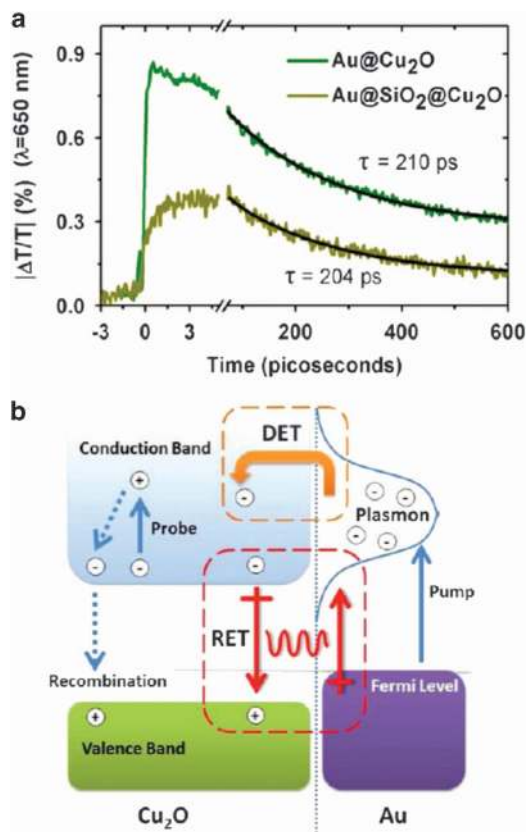 a
|ΔT/T| (%) (λ=650 nm)
0.9
0.6
0.3
0.0
Au@Cu₂O
Au@SiO₂@Cu₂O
τ = 210 ps
τ = 204 ps
-3 0 3 200 400 600
Time (picoseconds)
b
Conduction Band
DET
Plasmon
Probe
Pump
RET
Recombination
Fermi Level
Valence Band
Cu₂O Au